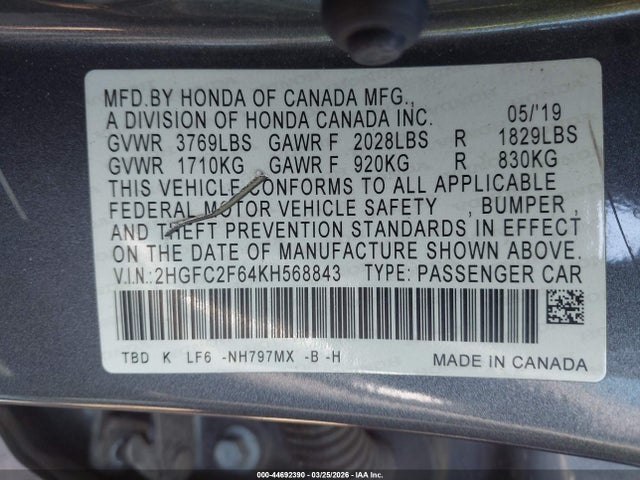 MFD.BY HONDA OF CANADA MFG.,
A DIVISION OF HONDA CANADA INC. 05/'19
GVWR 3769LBS GAWR F 2028LBS R 1829LBS
GVWR 1710KG GAWR F 920KG R 830KG
THIS VEHICLE CONFORMS TO ALL APPLICABLE
FEDERAL MOTOR VEHICLE SAFETY , BUMPER ,
AND THEFT PREVENTION STANDARDS IN EFFECT
ON THE DATE OF MANUFACTURE SHOWN ABOVE.
V.I.N.:2HGFC2F64KH568843 TYPE: PASSENGER CAR
TBD K LF6 -NH797MX -B -H
MADE IN CANADA
000-44692390 - 03/25/2026 - IAA Inc.